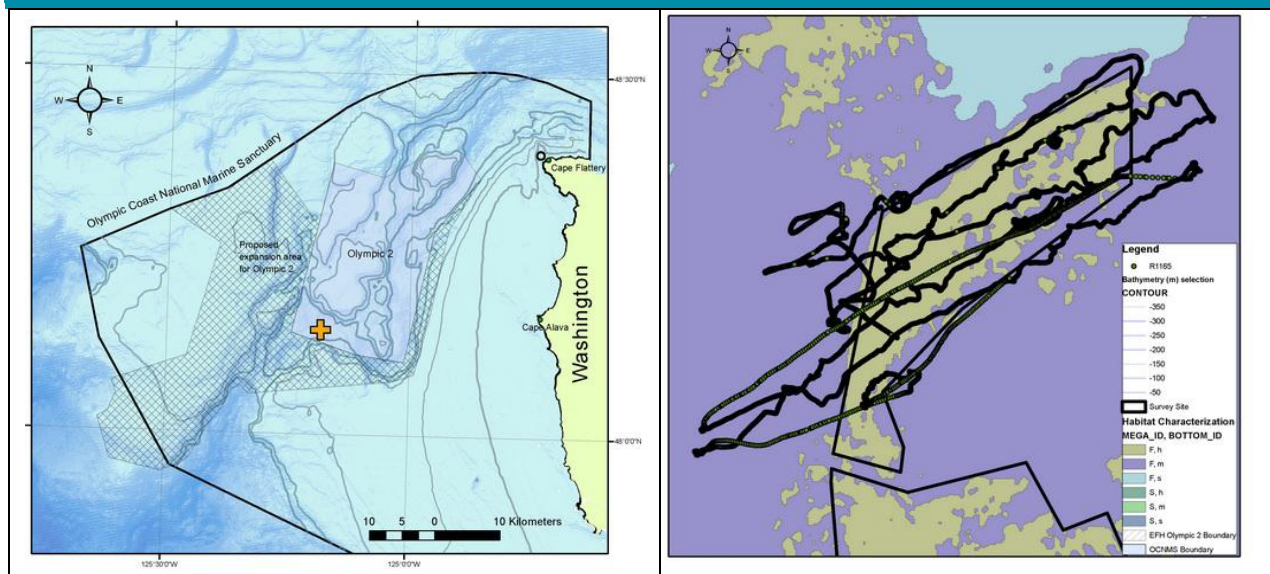 N
W E
S
48°30'0"N
Olympic Coast National Marine Sanctuary
Cape Flattery
Proposed
expansion area
for Olympic 2
Olympic 2
Cape Alava
Washington
48°0'0"N
10 5 0 10 Kilometers
125°30'0"W 125°0'0"W
N
W E
S
Legend
R1165
Bathymetry (m) selection
CONTOUR
-350
-300
-250
-200
-150
-100
-50
Survey Site
Habitat Characterization
MEGA_ID, BOTTOM_ID
F, h
F, m
F, s
S, h
S, m
S, s
EFH Olympic 2 Boundary
OCNMS Boundary